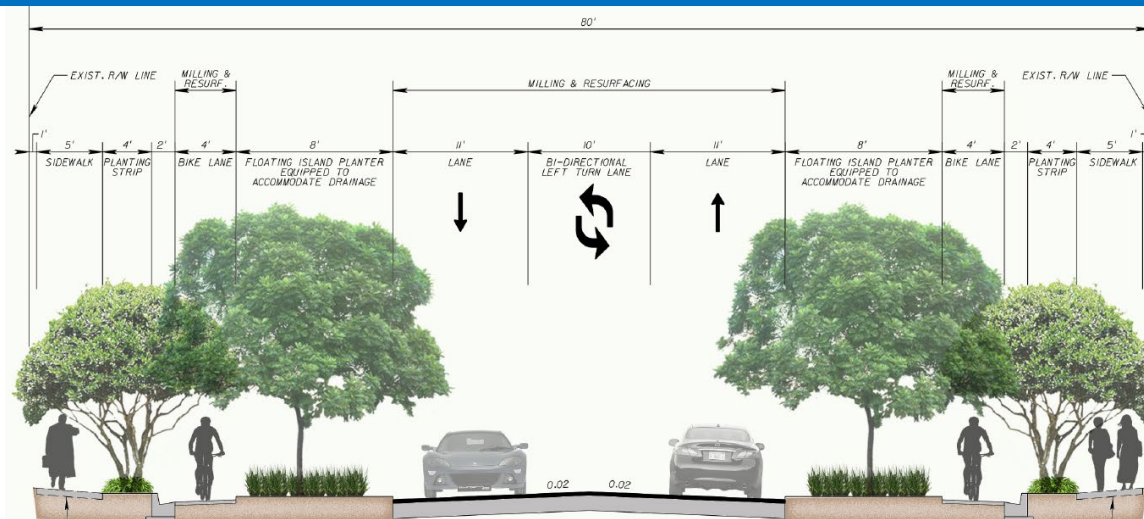 80'
EXIST. R/W LINE
MILLING &
RESURF.
MILLING & RESURFACING
MILLING &
RESURF.
EXIST. R/W LINE
1'
5'
SIDEWALK
4'
PLANTING
STRIP
2'
4'
BIKE LANE
8'
FLOATING ISLAND PLANTER
EQUIPPED TO
ACCOMMODATE DRAINAGE
11'
LANE
10'
BI-DIRECTIONAL
LEFT TURN LANE
11'
LANE
8'
FLOATING ISLAND PLANTER
EQUIPPED TO
ACCOMMODATE DRAINAGE
4'
BIKE LANE
2'
4'
PLANTING
STRIP
5'
SIDEWALK
1'
0.02
0.02